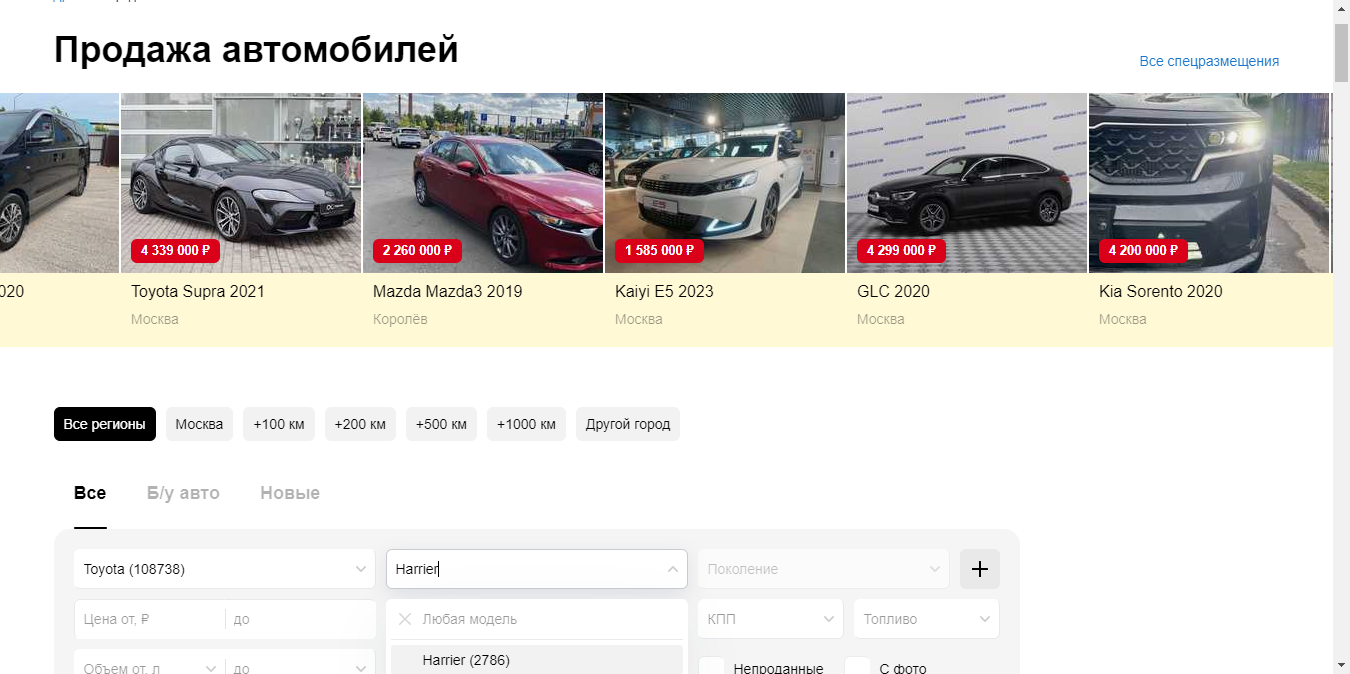 Продажа автомобилей
Все спецразмещения
4 339 000 ₽
2 260 000 ₽
1 585 000 ₽
4 299 000 ₽
4 200 000 ₽
020
Toyota Supra 2021
Mazda Mazda3 2019
Kaiyi E5 2023
GLC 2020
Kia Sorento 2020
Москва
Королёв
Москва
Москва
Москва
Все регионы
Москва
+100 км
+200 км
+500 км
+1000 км
Другой город
Все
Б/у авто
Новые
Toyota (108738)
Harrier
Поколение
Цена от, ₽
до
Любая модель
КПП
Топливо
Объем от, л
до
Harrier (2786)
Непроданные
С фото